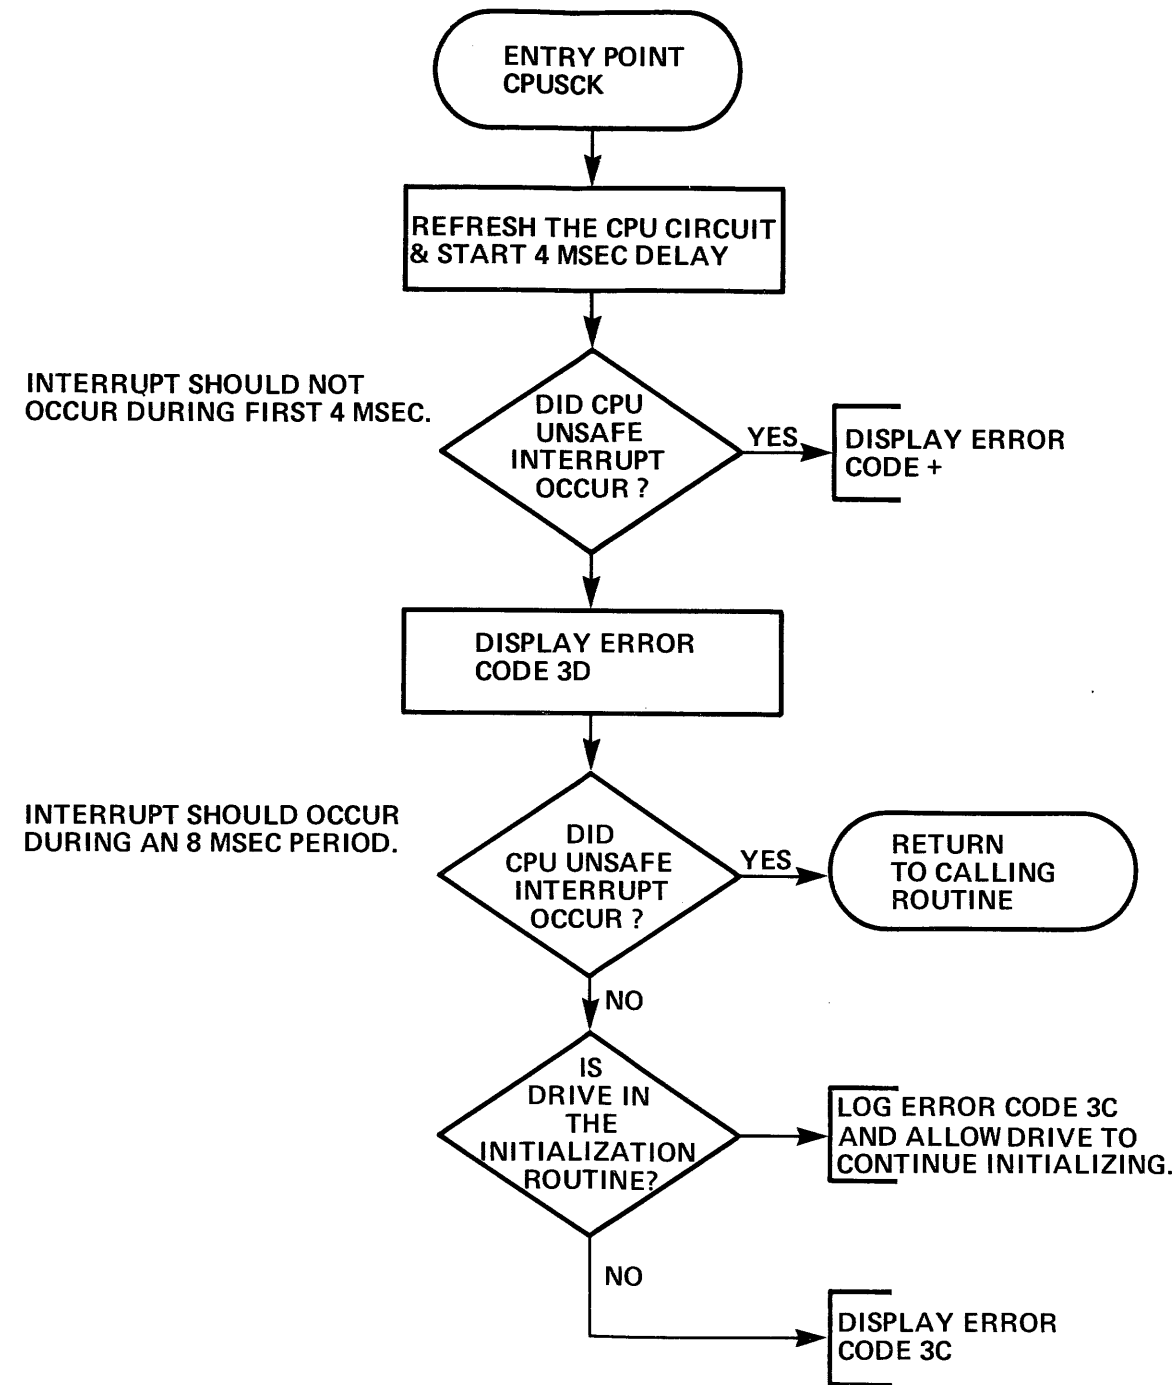 ENTRY POINT
CPUSCK
REFRESH THE CPU CIRCUIT
& START 4 MSEC DELAY
INTERRUPT SHOULD NOT
OCCUR DURING FIRST 4 MSEC.
DID CPU
UNSAFE
INTERRUPT
OCCUR ?
YES
DISPLAY ERROR
CODE +
DISPLAY ERROR
CODE 3D
INTERRUPT SHOULD OCCUR
DURING AN 8 MSEC PERIOD.
DID
CPU UNSAFE
INTERRUPT
OCCUR ?
YES
RETURN
TO CALLING
ROUTINE
NO
IS
DRIVE IN
THE
INITIALIZATION
ROUTINE?
LOG ERROR CODE 3C
AND ALLOW DRIVE TO
CONTINUE INITIALIZING.
NO
DISPLAY ERROR
CODE 3C